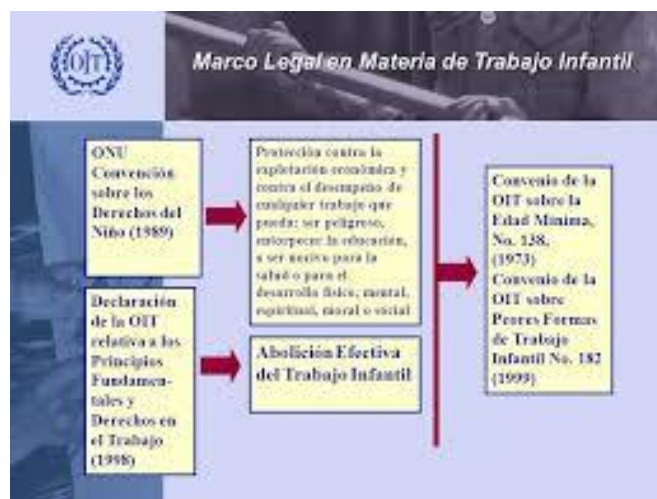 OIT
Marco Legal en Materia de Trabajo Infantil
ONU
Convención
sobre los
Derechos del
Niño (1989)
Protección contra la
explotación económica y
contra el desempeño de
cualquier trabajo que
pueda: ser peligroso,
entorpecer la educación,
o ser nocivo para la
salud o para el
desarrollo físico, mental,
espiritual, moral o social
Declaración
de la OIT
relativa a los
Principios
Fundamen-
tales y
Derechos en
el Trabajo
(1998)
Abolición Efectiva
del Trabajo Infantil
Convenio de la
OIT sobre la
Edad Mínima,
No. 138,
(1973)
Convenio de la
OIT sobre
Peores Formas
de Trabajo
Infantil No. 182
(1999)